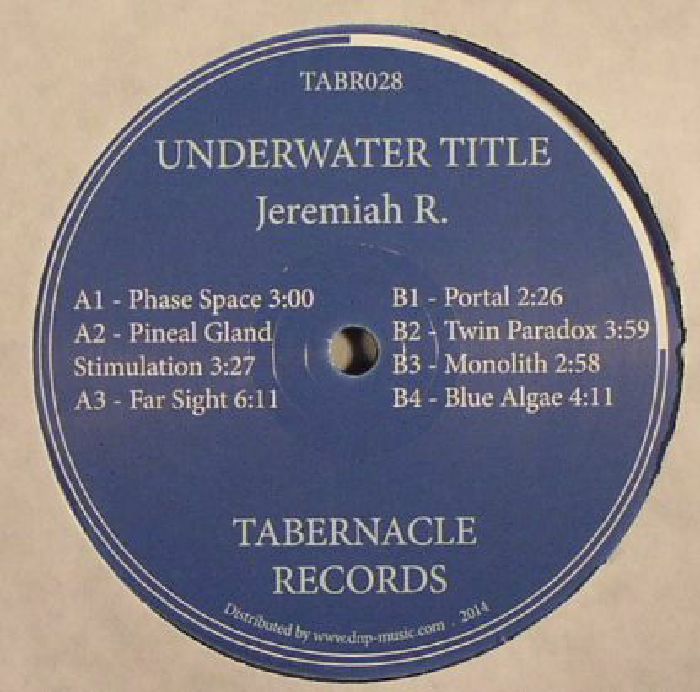 TABR028
UNDERWATER TITLE
Jeremiah R.
A1 - Phase Space 3:00
A2 - Pineal Gland
Stimulation 3:27
A3 - Far Sight 6:11
B1 - Portal 2:26
B2 - Twin Paradox 3:59
B3 - Monolith 2:58
B4 - Blue Algae 4:11
TABERNACLE
RECORDS
Distributed by www.dnp-music.com . 2014